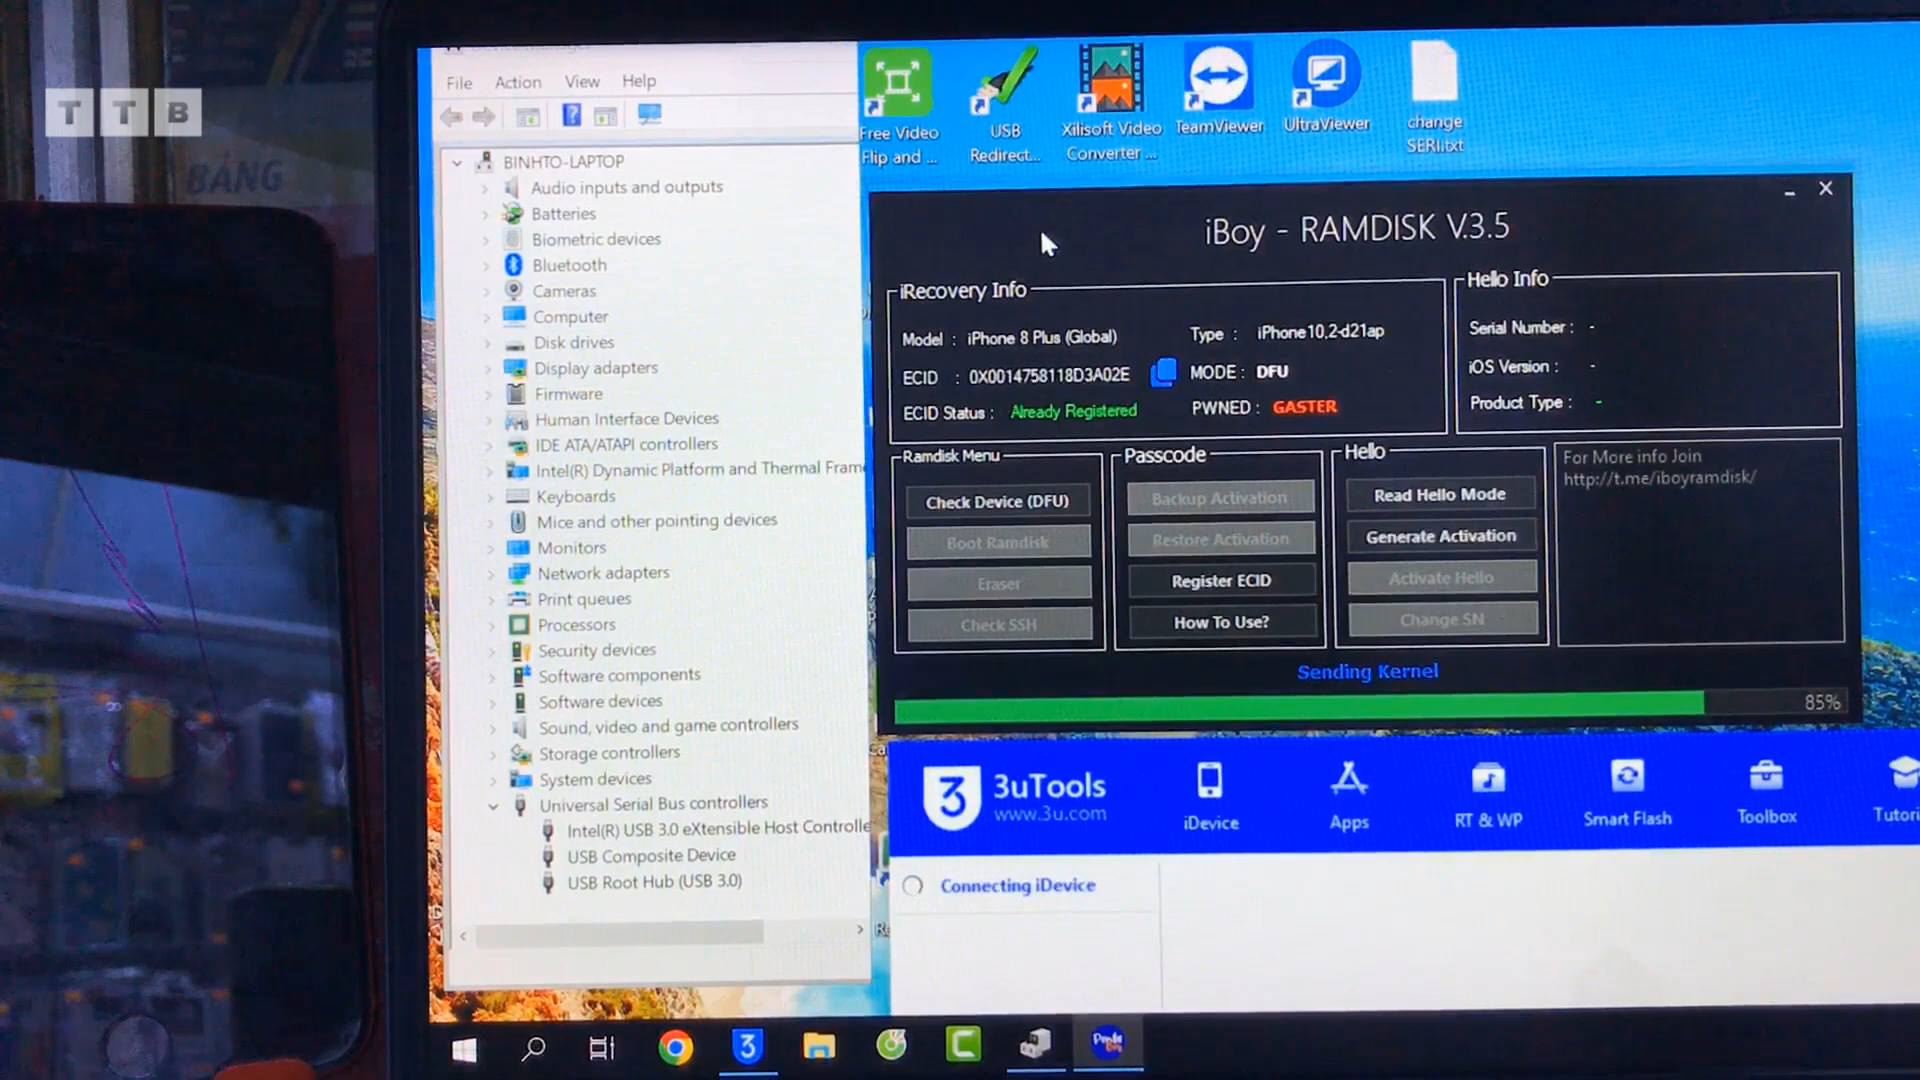 TTB
BẢNG
File Action View Help
BINHTO-LAPTOP
Audio inputs and outputs
Batteries
Biometric devices
Bluetooth
Cameras
Computer
Disk drives
Display adapters
Firmware
Human Interface Devices
IDE ATA/ATAPI controllers
Intel(R) Dynamic Platform and Thermal Frame
Keyboards
Mice and other pointing devices
Monitors
Network adapters
Print queues
Processors
Security devices
Software components
Software devices
Sound, video and game controllers
Storage controllers
System devices
Universal Serial Bus controllers
Intel(R) USB 3.0 eXtensible Host Controlle
USB Composite Device
USB Root Hub (USB 3.0)
Free Video
Flip and ...
USB
Redirect...
Xilisoft Video
Converter ...
TeamViewer
UltraViewer
change
SERI.txt
iBoy - RAMDISK V.3.5
iRecovery Info
Model : iPhone 8 Plus (Global)
Type : iPhone10,2-d21ap
ECID : 0X0014758118D3A02E
MODE : DFU
ECID Status : Already Registered
PWNED : GASTER
Hello Info
Serial Number : -
iOS Version : -
Product Type : -
Ramdisk Menu
Check Device (DFU)
Boot Ramdisk
Eraser
Check SSH
Passcode
Backup Activation
Restore Activation
Register ECID
How To Use?
Hello
Read Hello Mode
Generate Activation
Activate Hello
Change SN
For More info Join
http://t.me/iboyramdisk/
Sending Kernel
85%
3uTools
www.3u.com
iDevice
Apps
RT & WP
Smart Flash
Toolbox
Tutori
Connecting iDevice